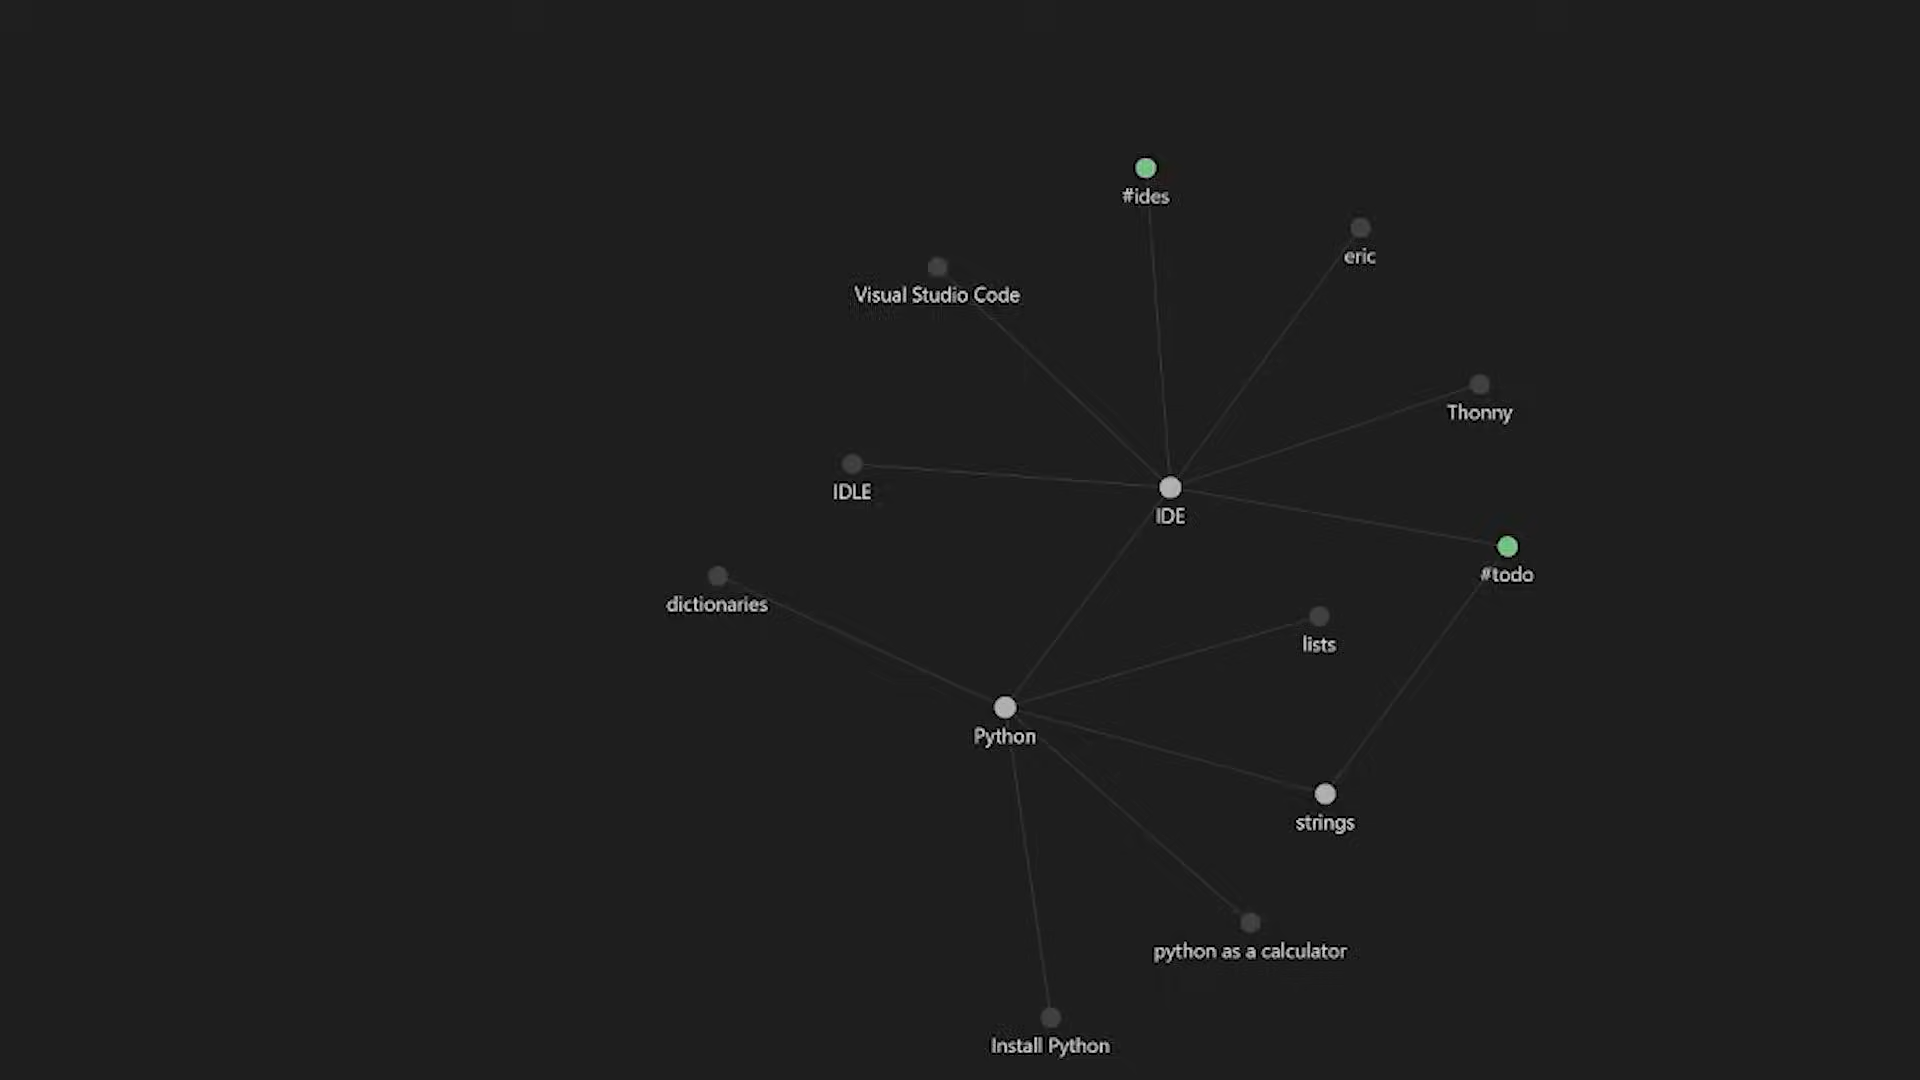 #ides
eric
Visual Studio Code
Thonny
IDLE
IDE
#todo
dictionaries
lists
Python
strings
python as a calculator
Install Python